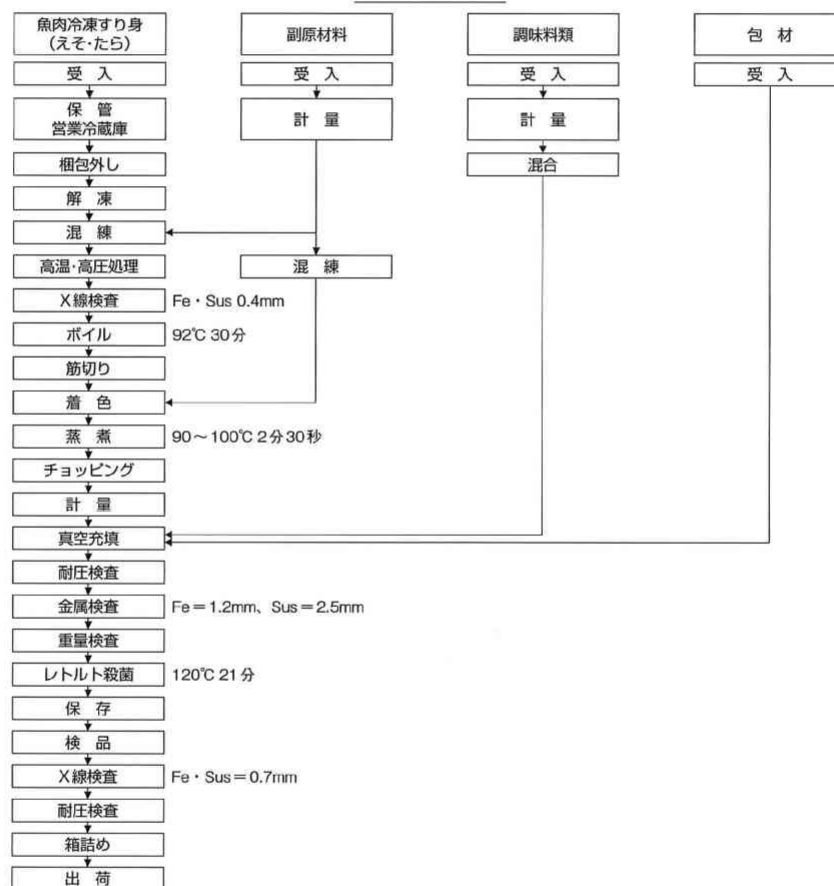 魚肉冷凍すり身
(えそ・たら)
副原材料
調味料類
包 材
受 入
受 入
受 入
受 入
保 管
営業冷蔵庫
計 量
計 量
梱包外し
混合
解 凍
混 練
高温・高圧処理
混 練
X線検査
Fe・Sus 0.4mm
ボイル
92℃ 30分
筋切り
着 色
蒸 煮
90～100℃ 2分30秒
チョッピング
計 量
真空充填
耐圧検査
金属検査
Fe＝1.2mm、Sus＝2.5mm
重量検査
レトルト殺菌
120℃ 21分
保 存
検 品
X線検査
Fe・Sus＝0.7mm
耐圧検査
箱詰め
出 荷